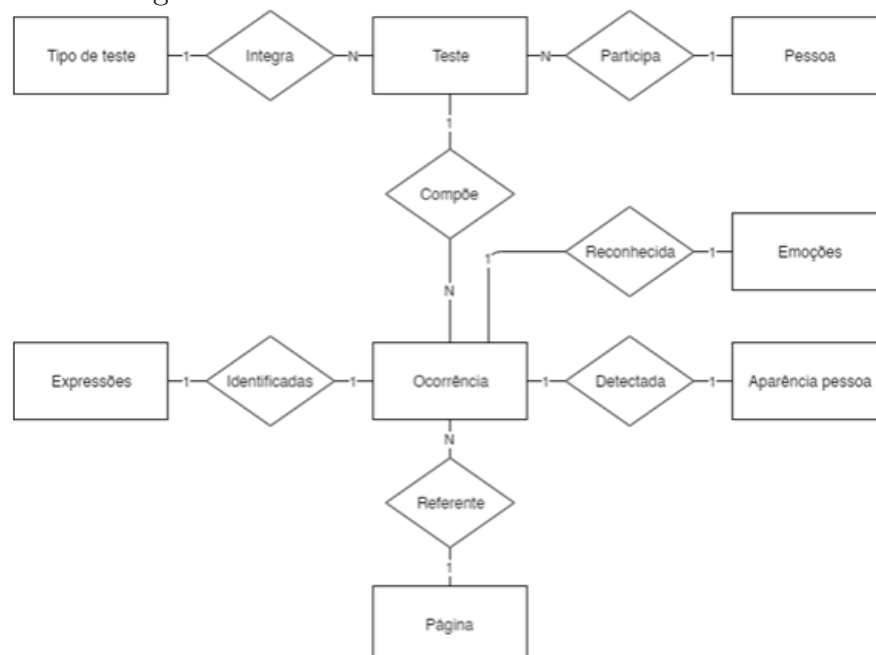 Tipo de teste 1 Integra N Teste N Participa 1 Pessoa
1
Compõe
N
1 Reconhecida 1 Emoções
Expressões 1 Identificadas 1 Ocorrência 1 Detectada 1 Aparência pessoa
N
Referente
1
Página